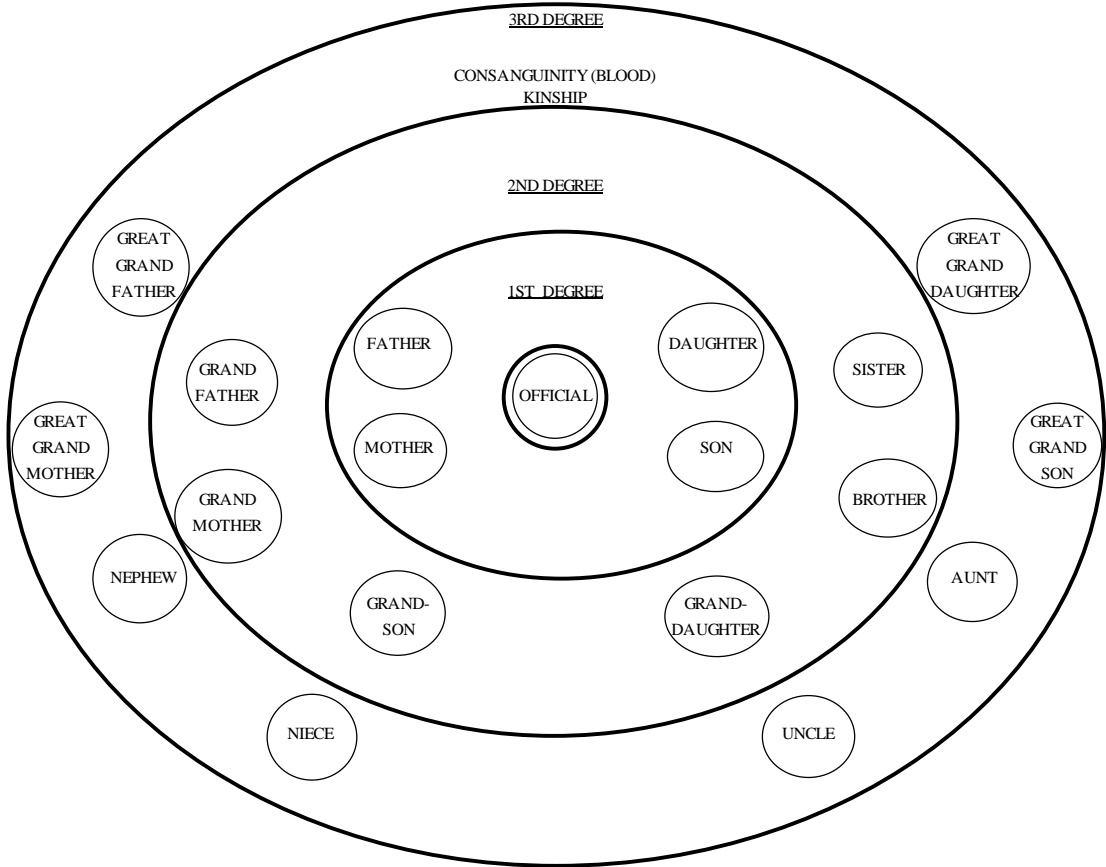 3RD DEGREE
CONSANGUINITY (BLOOD)
KINSHIP
2ND DEGREE
1ST DEGREE
GREAT
GRAND
FATHER
GREAT
GRAND
DAUGHTER
FATHER
DAUGHTER
GRAND
FATHER
SISTER
OFFICIAL
GREAT
GRAND
MOTHER
MOTHER
SON
GREAT
GRAND
SON
GRAND
MOTHER
BROTHER
NEPHEW
AUNT
GRAND-
SON
GRAND-
DAUGHTER
NIECE
UNCLE